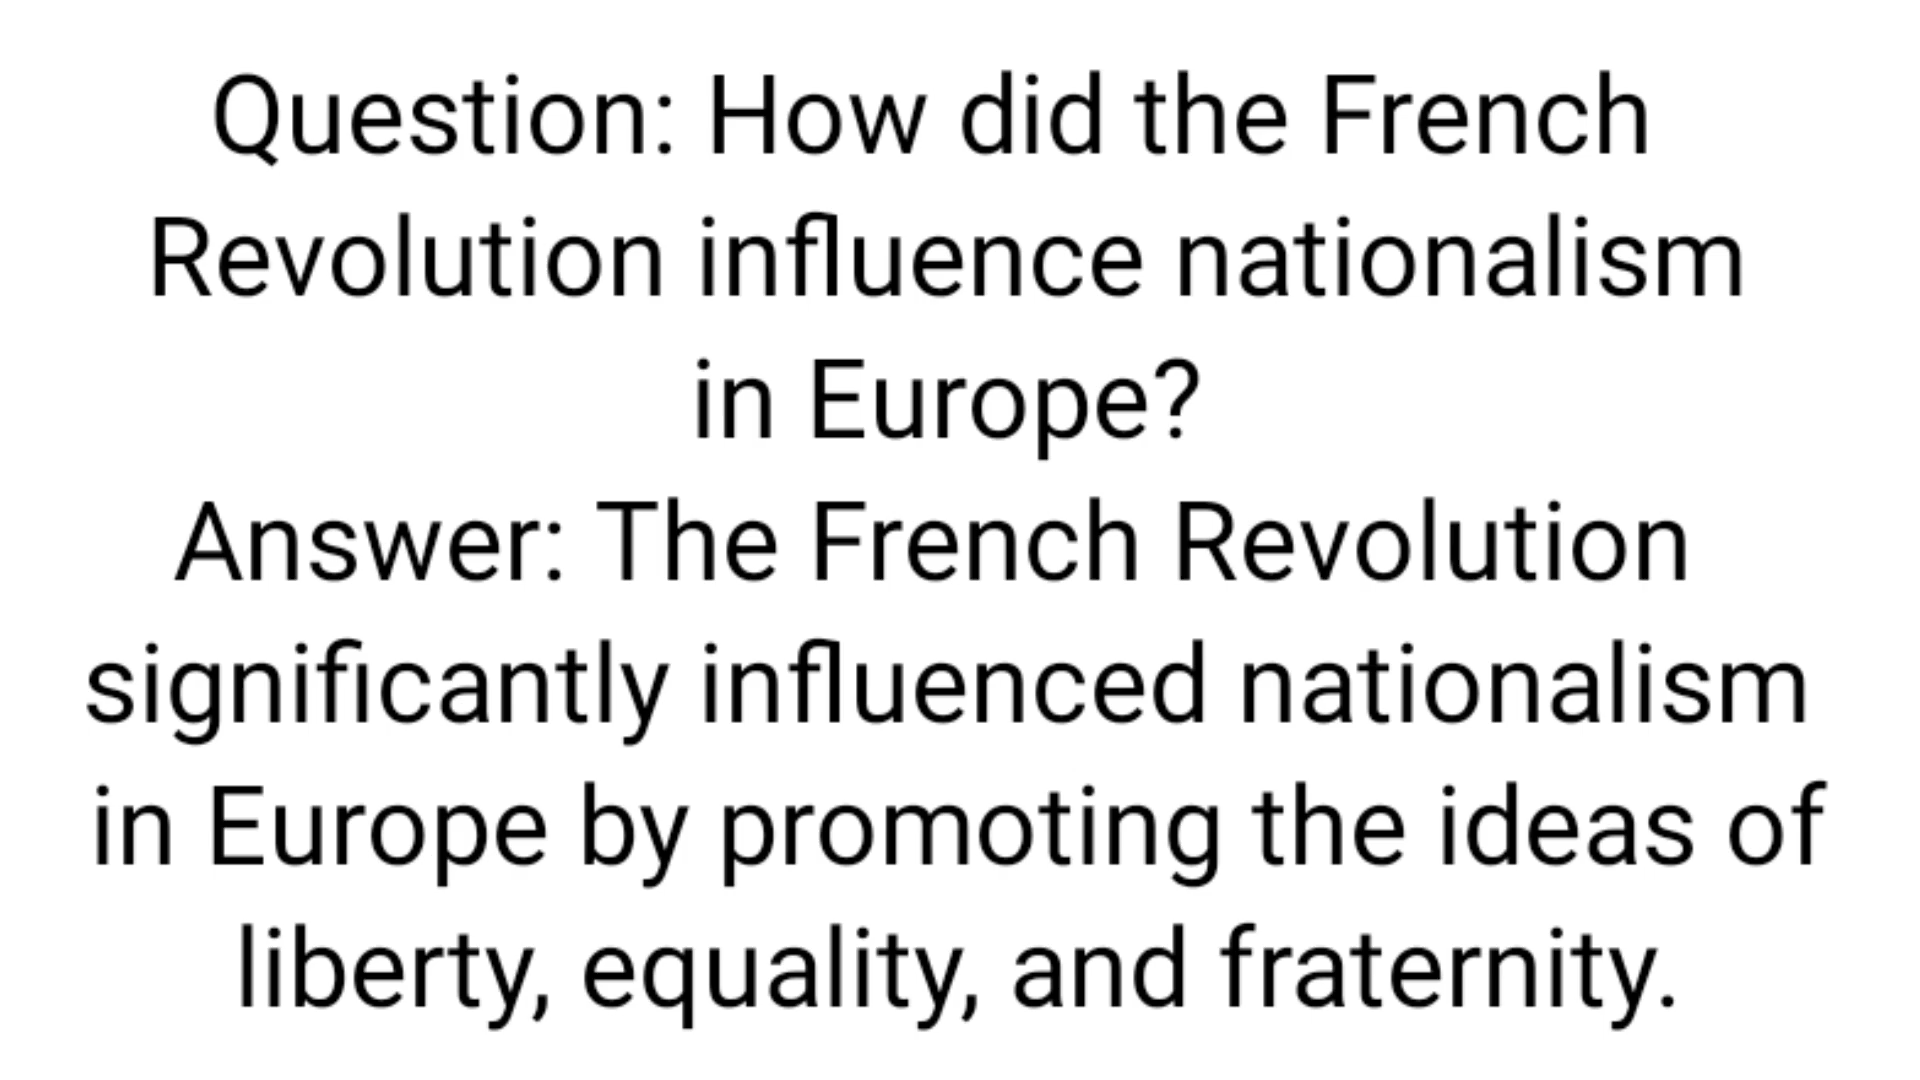 Question: How did the French
Revolution influence nationalism
in Europe?
Answer: The French Revolution
significantly influenced nationalism
in Europe by promoting the ideas of
liberty, equality, and fraternity.